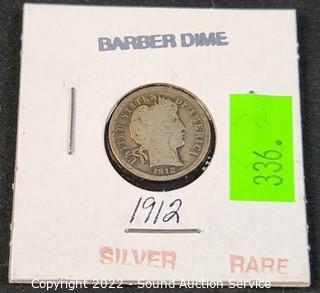 BARBER DIME
336.
UNITED STATES OF AMERICA
1912
1912
SILVER RARE
Copyright 2022 - Sound Auction Service